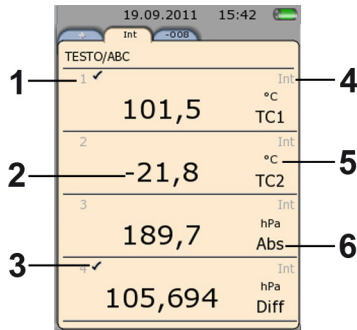 19.09.2011 15:42
Int -008
TESTO/ABC
1 ✔ Int
101,5 °C TC1
2 Int
-21,8 °C TC2
3 Int
189,7 hPa Abs
4 ✔ Int
105,694 hPa Diff
1
2
3
4
5
6